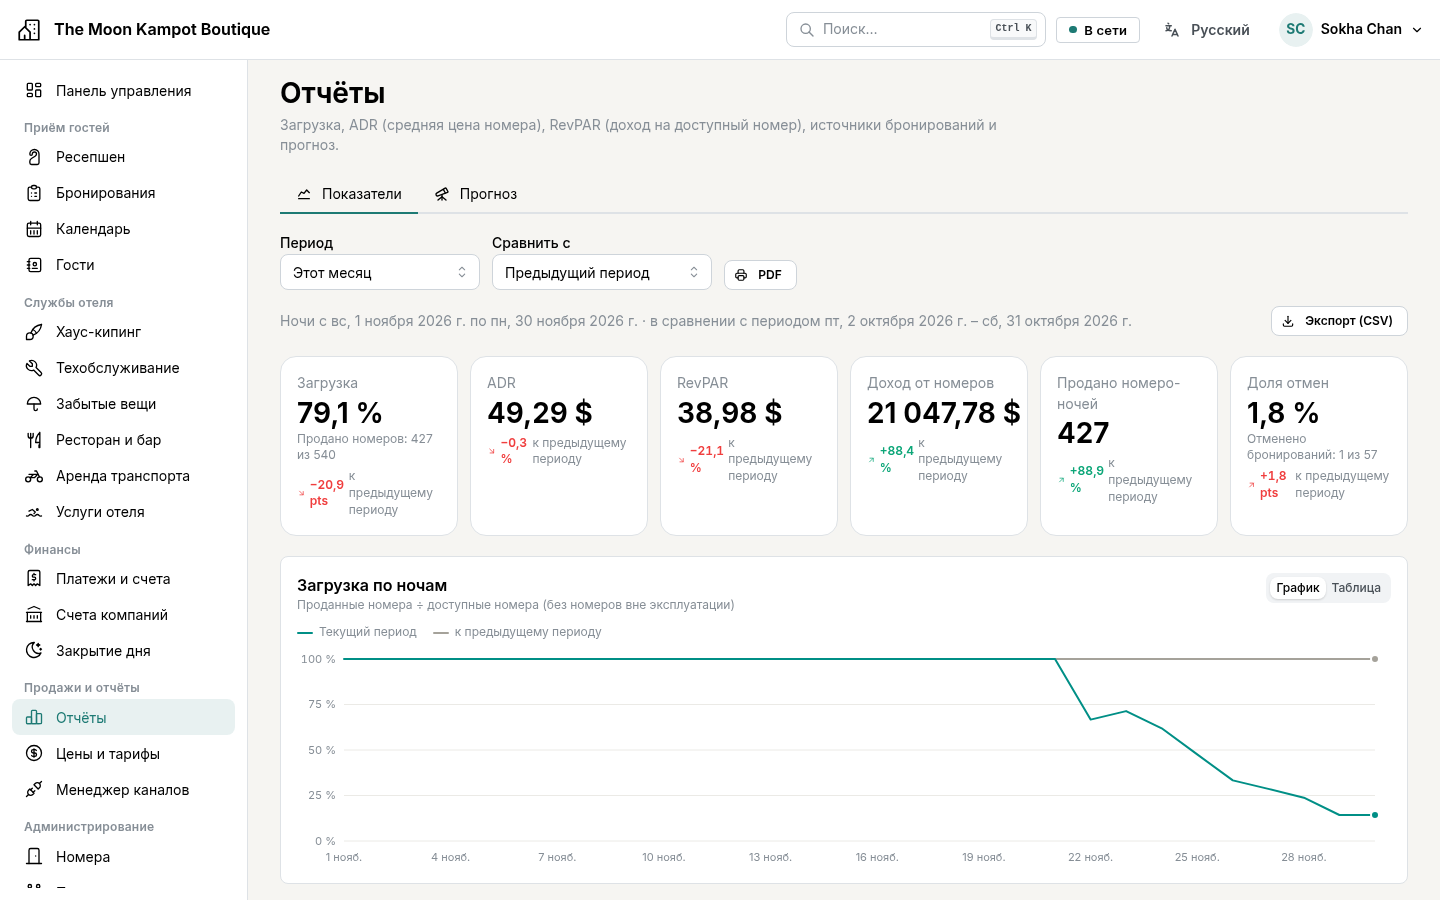 The Moon Kampot Boutique
Поиск...
Ctrl K
В сети
Русский
SC
Sokha Chan
Панель управления
Приём гостей
Ресепшен
Бронирования
Календарь
Гости
Службы отеля
Хаус-кипинг
Техобслуживание
Забытые вещи
Ресторан и бар
Аренда транспорта
Услуги отеля
Финансы
Платежи и счета
Счета компаний
Закрытие дня
Продажи и отчёты
Отчёты
Цены и тарифы
Менеджер каналов
Администрирование
Номера
Отчёты
Загрузка, ADR (средняя цена номера), RevPAR (доход на доступный номер), источники бронирований и
прогноз.
Показатели
Прогноз
Период
Сравнить с
Этот месяц
Предыдущий период
PDF
Ночи с вс, 1 ноября 2026 г. по пн, 30 ноября 2026 г. · в сравнении с периодом пт, 2 октября 2026 г. – сб, 31 октября 2026 г.
Экспорт (CSV)
Загрузка
79,1 %
Продано номеров: 427
из 540
−20,9
pts
к
предыдущему
периоду
ADR
49,29 $
−0,3
%
к предыдущему
периоду
RevPAR
38,98 $
−21,1
%
к
предыдущему
периоду
Доход от номеров
21 047,78 $
+88,4
%
к
предыдущему
периоду
Продано номеро-
ночей
427
+88,9
%
к
предыдущему
периоду
Доля отмен
1,8 %
Отменено
бронирований: 1 из 57
+1,8
pts
к предыдущему
периоду
Загрузка по ночам
Проданные номера ÷ доступные номера (без номеров вне эксплуатации)
График
Таблица
Текущий период
к предыдущему периоду
100 %
75 %
50 %
25 %
0 %
1 нояб.
4 нояб.
7 нояб.
10 нояб.
13 нояб.
16 нояб.
19 нояб.
22 нояб.
25 нояб.
28 нояб.